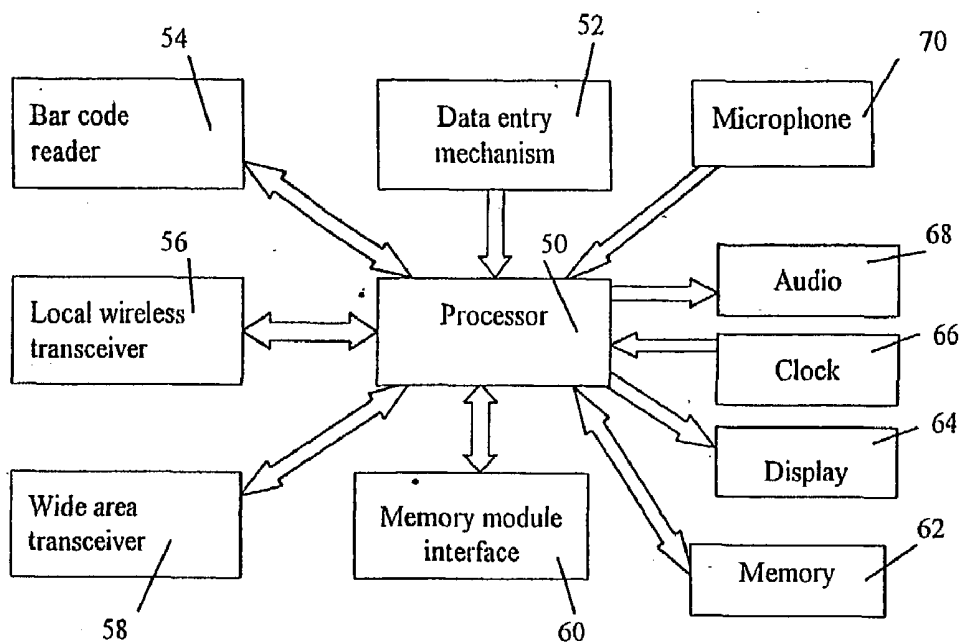 54
52
70
Bar code
reader
Data entry
mechanism
Microphone
56
50
68
Local wireless
transceiver
Processor
Audio
66
Clock
64
Display
Wide area
transceiver
Memory module
interface
62
Memory
58
60